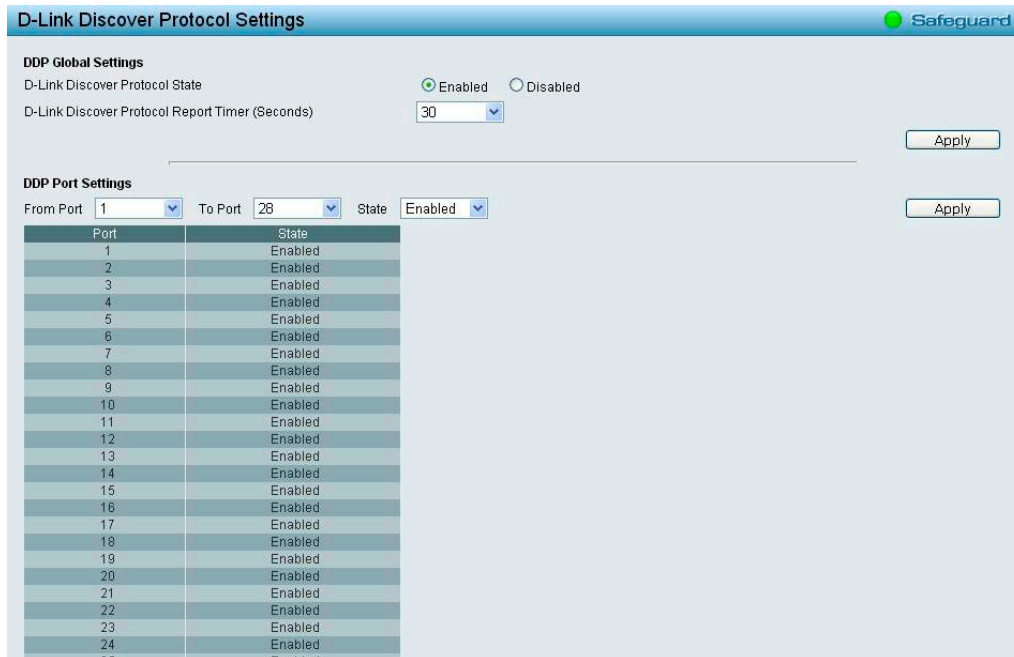 D-Link Discover Protocol Settings
Safeguard
DDP Global Settings
D-Link Discover Protocol State Enabled Disabled
D-Link Discover Protocol Report Timer (Seconds) 30
Apply
DDP Port Settings
From Port 1 To Port 28 State Enabled Apply
Port State
1 Enabled
2 Enabled
3 Enabled
4 Enabled
5 Enabled
6 Enabled
7 Enabled
8 Enabled
9 Enabled
10 Enabled
11 Enabled
12 Enabled
13 Enabled
14 Enabled
15 Enabled
16 Enabled
17 Enabled
18 Enabled
19 Enabled
20 Enabled
21 Enabled
22 Enabled
23 Enabled
24 Enabled